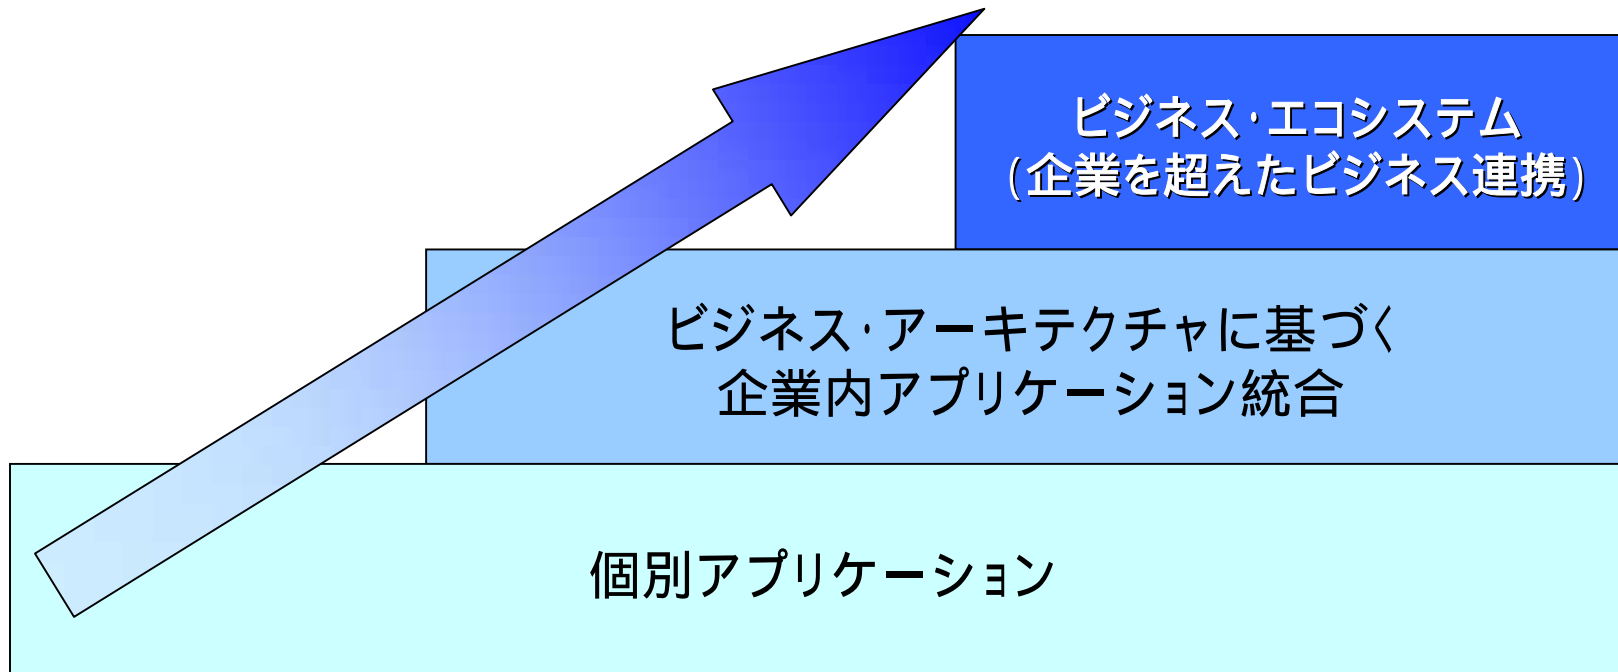 ビジネス・エコシステム
(企業を超えたビジネス連携)
ビジネス・アーキテクチャに基づく
企業内アプリケーション統合
個別アプリケーション